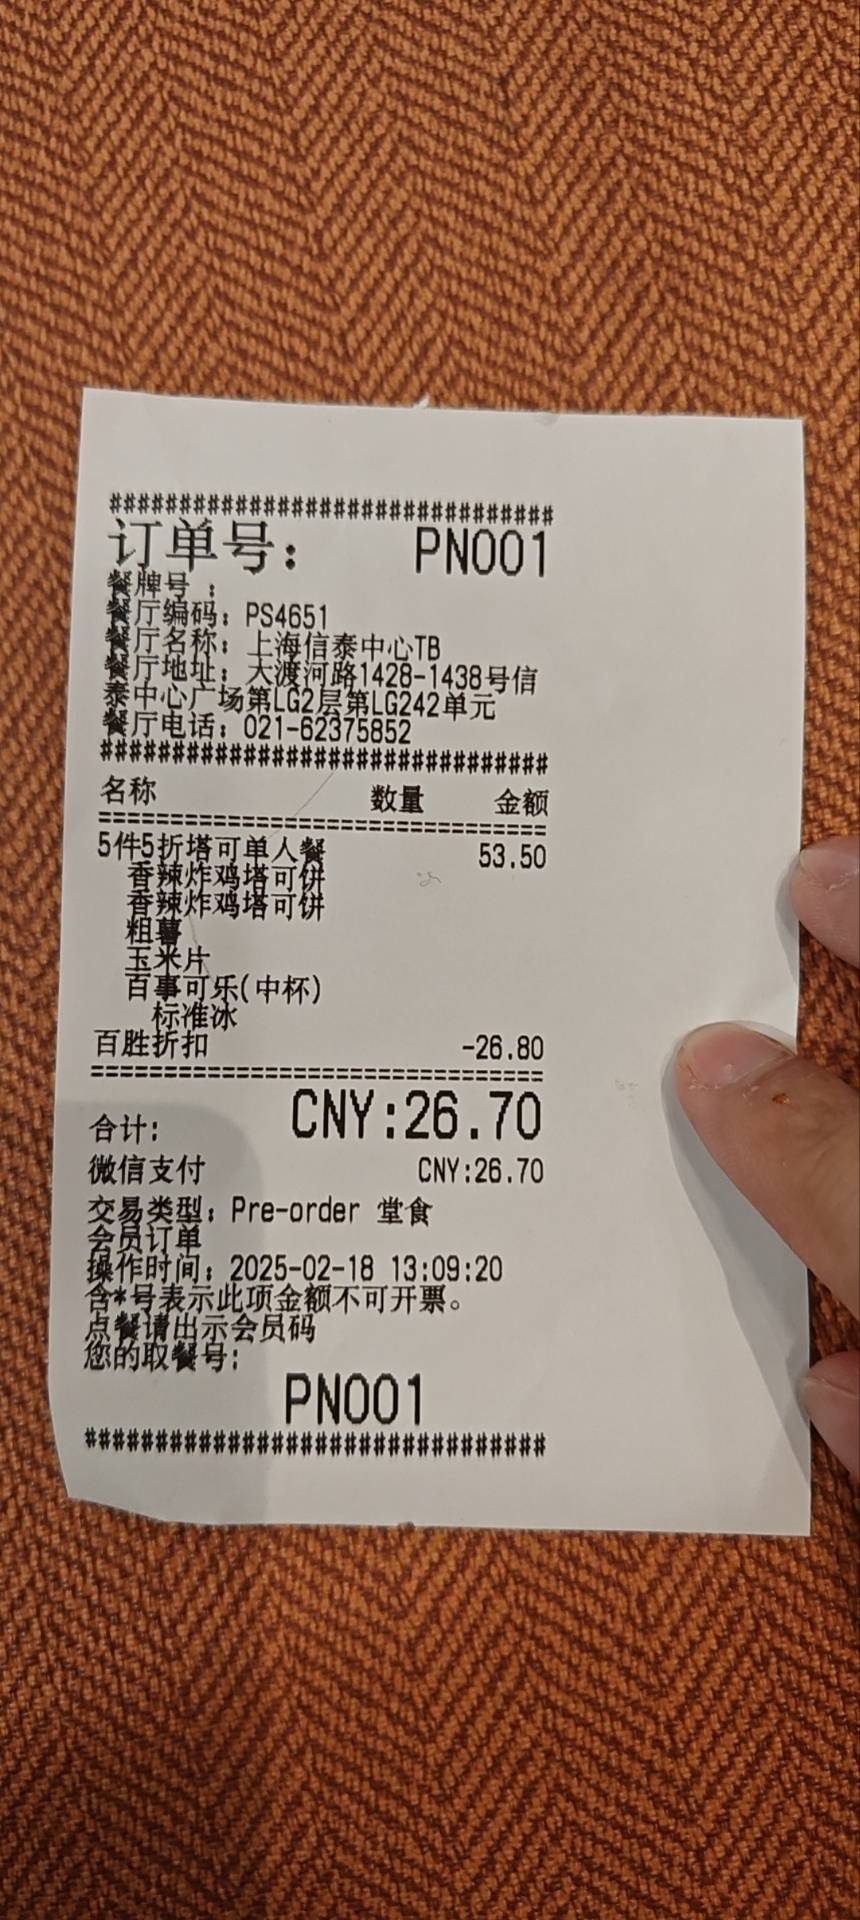 ##############################
订单号： PN001
餐牌号 ：
餐厅编码：PS4651
餐厅名称：上海信泰中心TB
餐厅地址：大渡河路1428-1438号信
泰中心广场第LG2层第LG242单元
餐厅电话：021-62375852
##############################
名称 数量 金额
==============================
5件5折塔可单人餐 53.50
香辣炸鸡塔可饼
香辣炸鸡塔可饼
粗薯
玉米片
百事可乐(中杯)
标准冰
百胜折扣 -26.80
==============================
合计: CNY:26.70
微信支付 CNY:26.70
交易类型：Pre-order 堂食
会员订单
操作时间：2025-02-18 13:09:20
含*号表示此项金额不可开票。
点餐请出示会员码
您的取餐号:
PN001
##############################